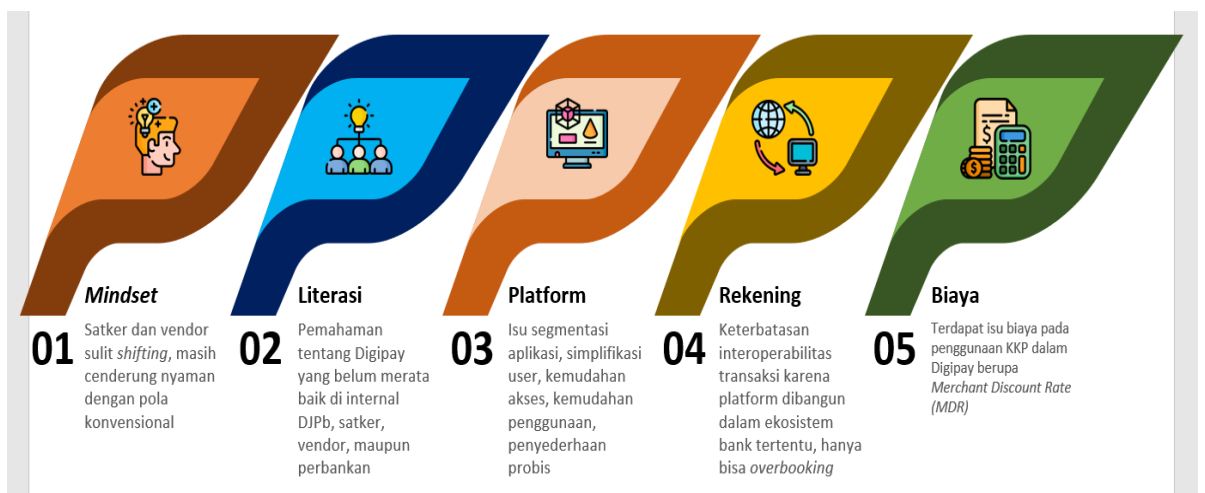 Mindset
01
Satker dan vendor
sulit shifting, masih
cenderung nyaman
dengan pola
konvensional
Literasi
02
Pemahaman
tentang Digipay
yang belum merata
baik di internal
DJPb, satker,
vendor, maupun
perbankan
Platform
03
Isu segmentasi
aplikasi, simplifikasi
user, kemudahan
akses, kemudahan
penggunaan,
penyederhaan
probis
Rekening
04
Keterbatasan
interoperabilitas
transaksi karena
platform dibangun
dalam ekosistem
bank tertentu, hanya
bisa overbooking
Biaya
05
Terdapat isu biaya pada
penggunaan KKP dalam
Digipay berupa
Merchant Discount Rate
(MDR)